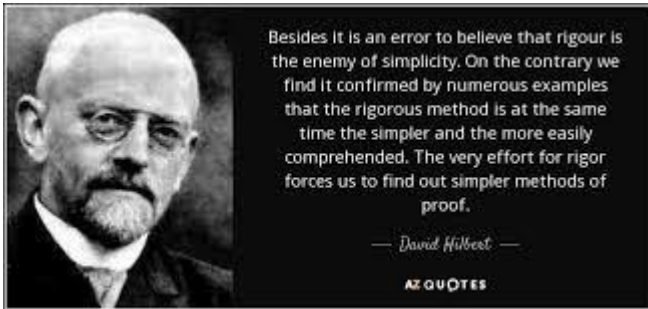 Besides it is an error to believe that rigour is
the enemy of simplicity. On the contrary we
find it confirmed by numerous examples
that the rigorous method is at the same
time the simpler and the more easily
comprehended. The very effort for rigor
forces us to find out simpler methods of
proof.
— David Hilbert —
AZ QUOTES